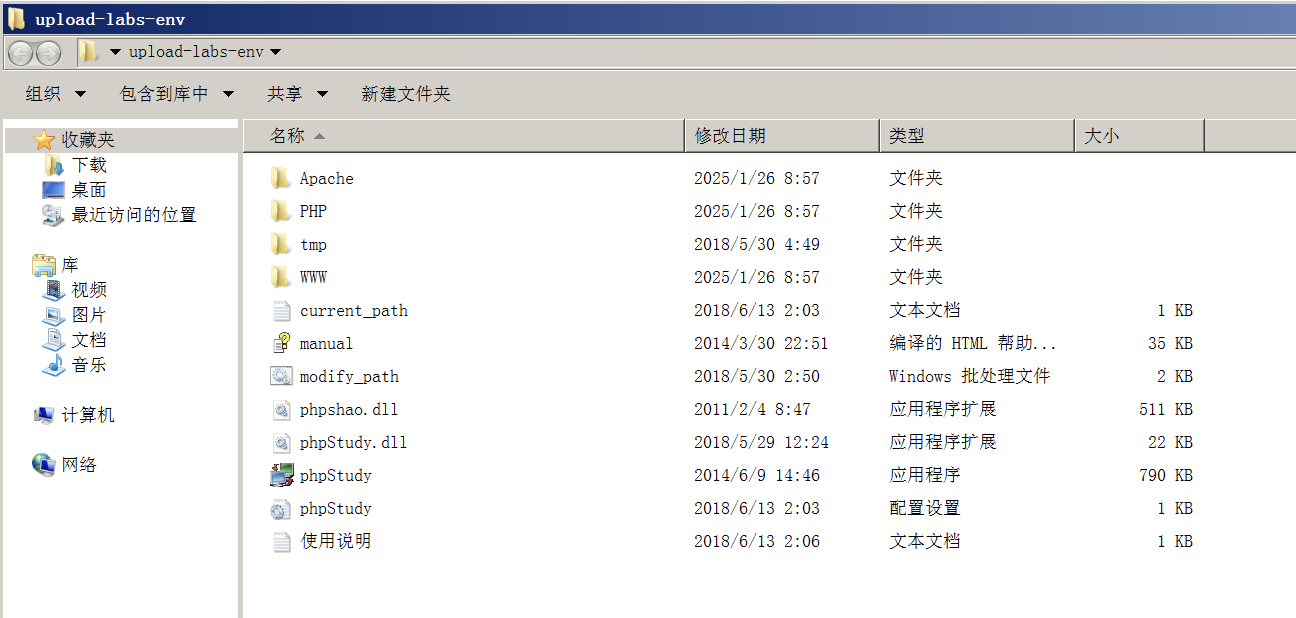 upload-labs-env
upload-labs-env
组织 包含到库中 共享 新建文件夹
收藏夹
下载
桌面
最近访问的位置
库
视频
图片
文档
音乐
计算机
网络
名称 修改日期 类型 大小
Apache 2025/1/26 8:57 文件夹
PHP 2025/1/26 8:57 文件夹
tmp 2018/5/30 4:49 文件夹
WWW 2025/1/26 8:57 文件夹
current_path 2018/6/13 2:03 文本文档 1 KB
manual 2014/3/30 22:51 编译的 HTML 帮助... 35 KB
modify_path 2018/5/30 2:50 Windows 批处理文件 2 KB
phpshao.dll 2011/2/4 8:47 应用程序扩展 511 KB
phpStudy.dll 2018/5/29 12:24 应用程序扩展 22 KB
phpStudy 2014/6/9 14:46 应用程序 790 KB
phpStudy 2018/6/13 2:03 配置设置 1 KB
使用说明 2018/6/13 2:06 文本文档 1 KB